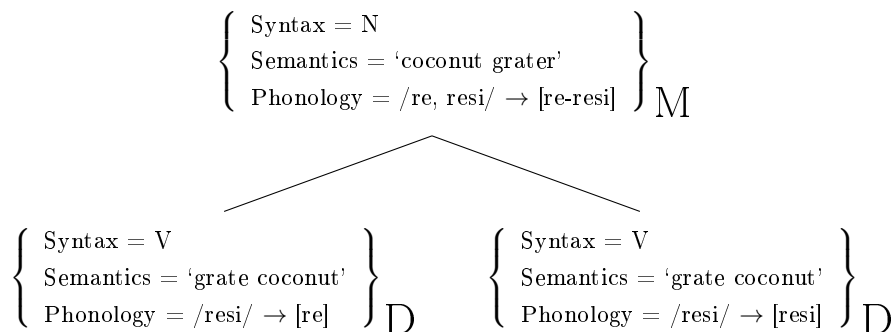 Syntax = N
Semantics = ‘coconut grater’
Phonology = /re, resi/ → [re-resi]
M
Syntax = V
Semantics = ‘grate coconut’
Phonology = /resi/ → [re]
D
Syntax = V
Semantics = ‘grate coconut’
Phonology = /resi/ → [resi]
D